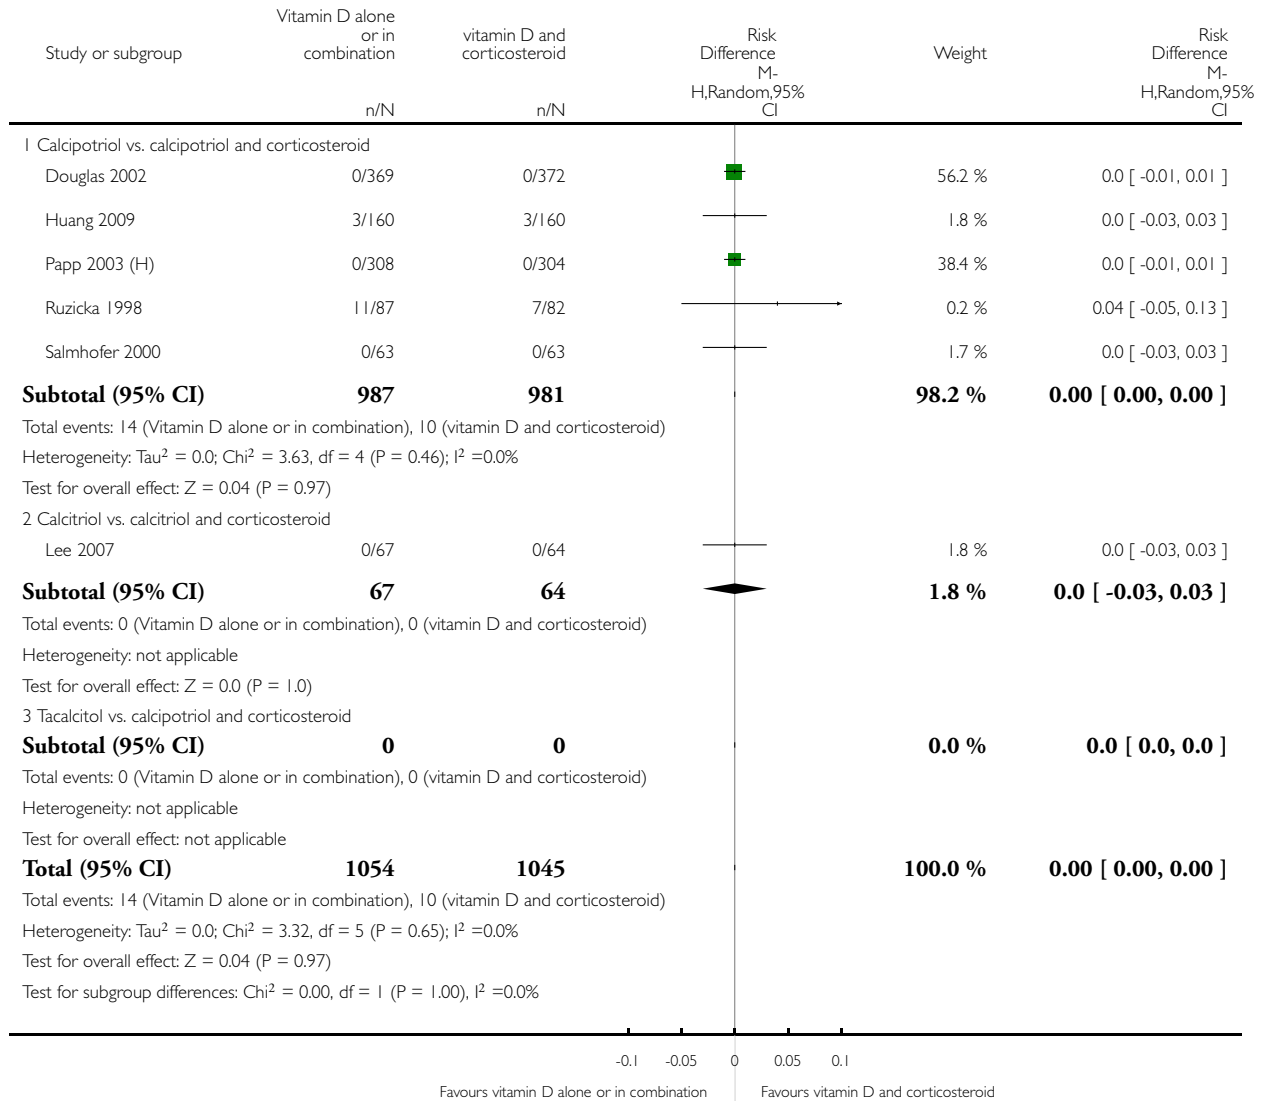 Vitamin D alone
or in
combination
vitamin D and
corticosteroid
Risk
Difference
M-
H,Random,95%
CI
Risk
Difference
M-
H,Random,95%
CI
Study or subgroup Weight
n/N n/N
1 Calcipotriol vs. calcipotriol and corticosteroid
Douglas 2002 0/369 0/372 56.2 % 0.0 [ -0.01, 0.01 ]
Huang 2009 3/160 3/160 1.8 % 0.0 [ -0.03, 0.03 ]
Papp 2003 (H) 0/308 0/304 38.4 % 0.0 [ -0.01, 0.01 ]
Ruzicka 1998 11/87 7/82 0.2 % 0.04 [ -0.05, 0.13 ]
Salmhofer 2000 0/63 0/63 1.7 % 0.0 [ -0.03, 0.03 ]
Subtotal (95% CI) 987 981 98.2 % 0.00 [ 0.00, 0.00 ]
Total events: 14 (Vitamin D alone or in combination), 10 (vitamin D and corticosteroid)
Heterogeneity: Tau² = 0.0; Chi² = 3.63, df = 4 (P = 0.46); I² =0.0%
Test for overall effect: Z = 0.04 (P = 0.97)
2 Calcitriol vs. calcitriol and corticosteroid
Lee 2007 0/67 0/64 1.8 % 0.0 [ -0.03, 0.03 ]
Subtotal (95% CI) 67 64 1.8 % 0.0 [ -0.03, 0.03 ]
Total events: 0 (Vitamin D alone or in combination), 0 (vitamin D and corticosteroid)
Heterogeneity: not applicable
Test for overall effect: Z = 0.0 (P = 1.0)
3 Tacalcitol vs. calcipotriol and corticosteroid
Subtotal (95% CI) 0 0 0.0 % 0.0 [ 0.0, 0.0 ]
Total events: 0 (Vitamin D alone or in combination), 0 (vitamin D and corticosteroid)
Heterogeneity: not applicable
Test for overall effect: not applicable
Total (95% CI) 1054 1045 100.0 % 0.00 [ 0.00, 0.00 ]
Total events: 14 (Vitamin D alone or in combination), 10 (vitamin D and corticosteroid)
Heterogeneity: Tau² = 0.0; Chi² = 3.32, df = 5 (P = 0.65); I² =0.0%
Test for overall effect: Z = 0.04 (P = 0.97)
Test for subgroup differences: Chi² = 0.00, df = 1 (P = 1.00), I² =0.0%
-0.1 -0.05 0 0.05 0.1
Favours vitamin D alone or in combination Favours vitamin D and corticosteroid